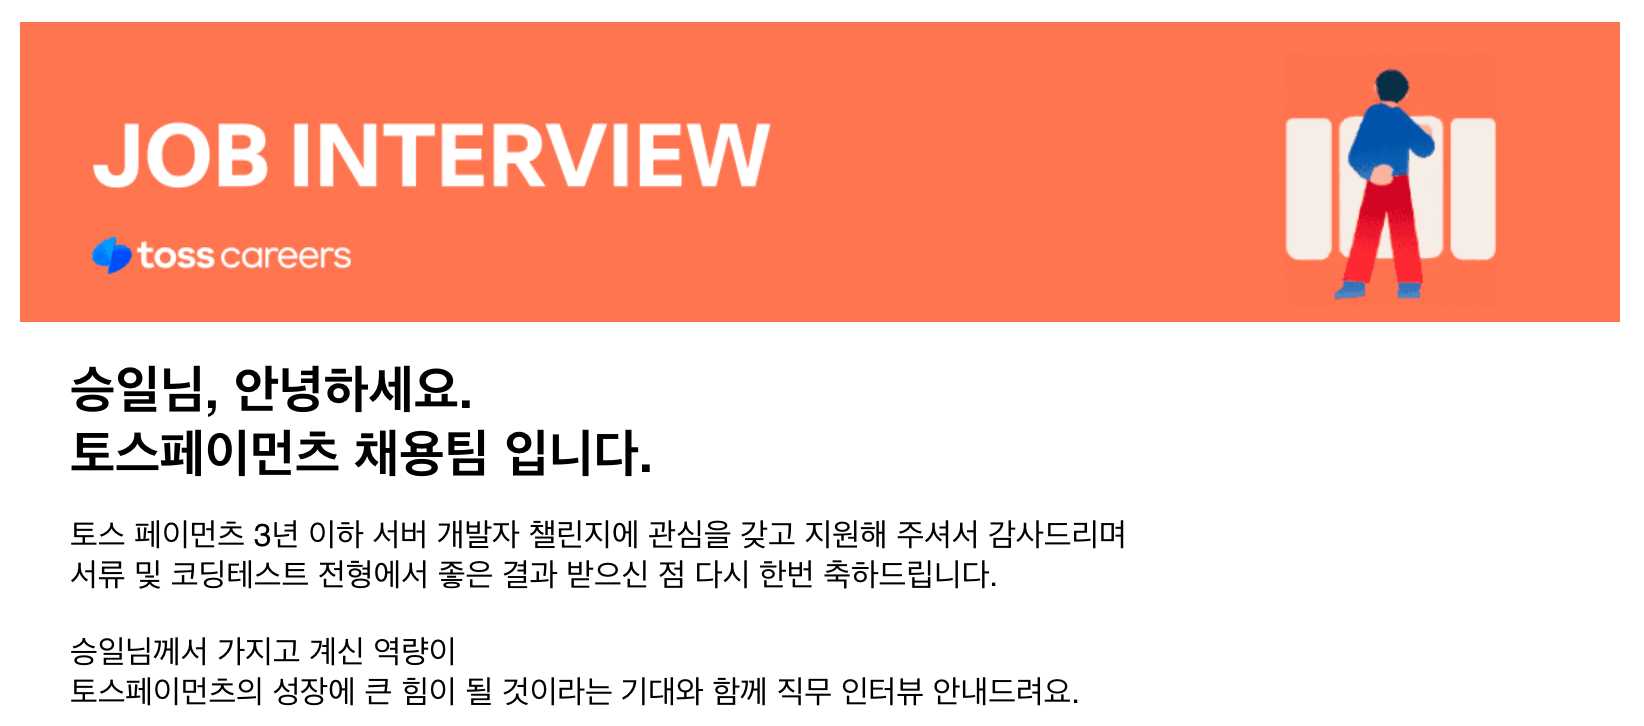 JOB INTERVIEW
toss careers
승일님, 안녕하세요.
토스페이먼츠 채용팀 입니다.
토스 페이먼츠 3년 이하 서버 개발자 챌린지에 관심을 갖고 지원해 주셔서 감사드리며
서류 및 코딩테스트 전형에서 좋은 결과 받으신 점 다시 한번 축하드립니다.
승일님께서 가지고 계신 역량이
토스페이먼츠의 성장에 큰 힘이 될 것이라는 기대와 함께 직무 인터뷰 안내드려요.